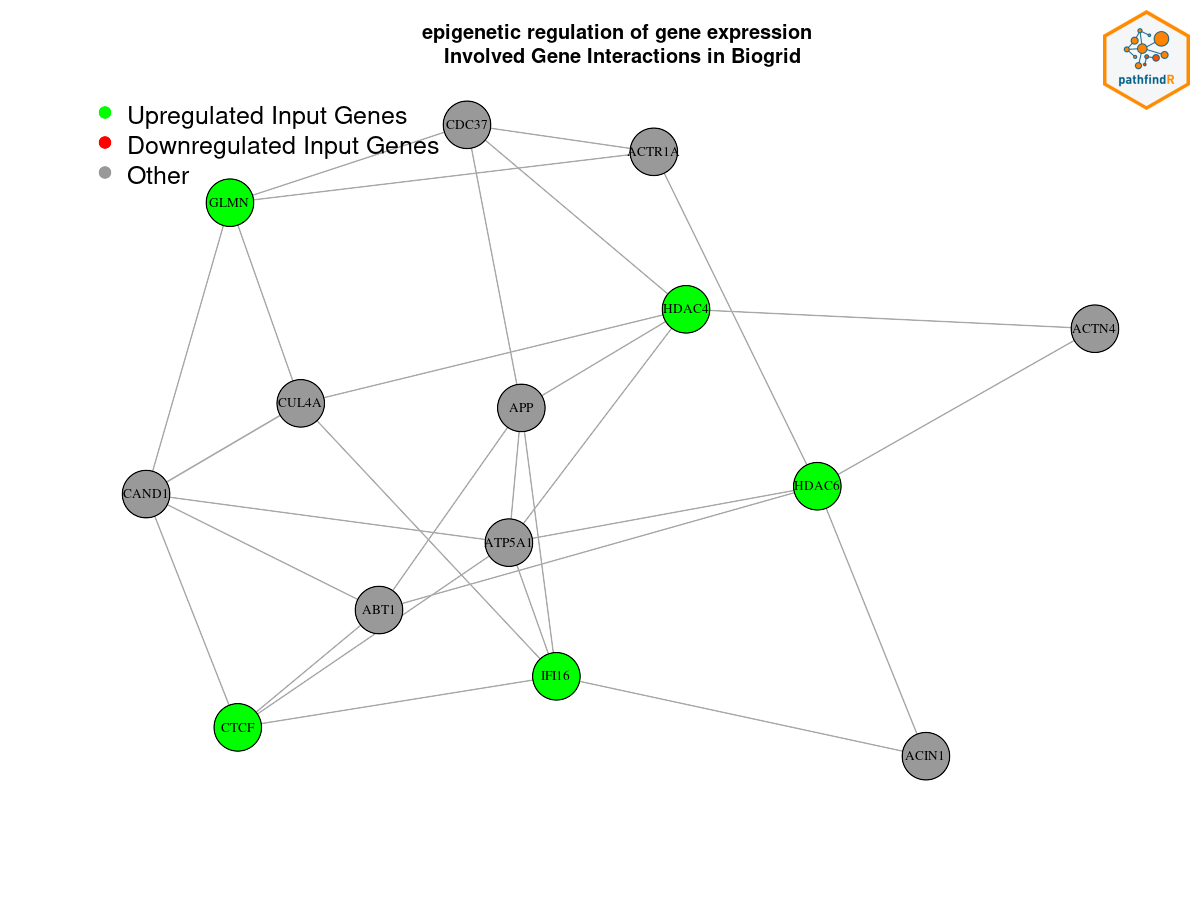 epigenetic regulation of gene expression
Involved Gene Interactions in Biogrid
pathfindR
Upregulated Input Genes
Downregulated Input Genes
Other
CDC37
ACTR1A
GLMN
HDAC4
ACTN4
CUL4A
APP
CAND1
HDAC6
ATP5A1
ABT1
IFI16
CTCF
ACIN1